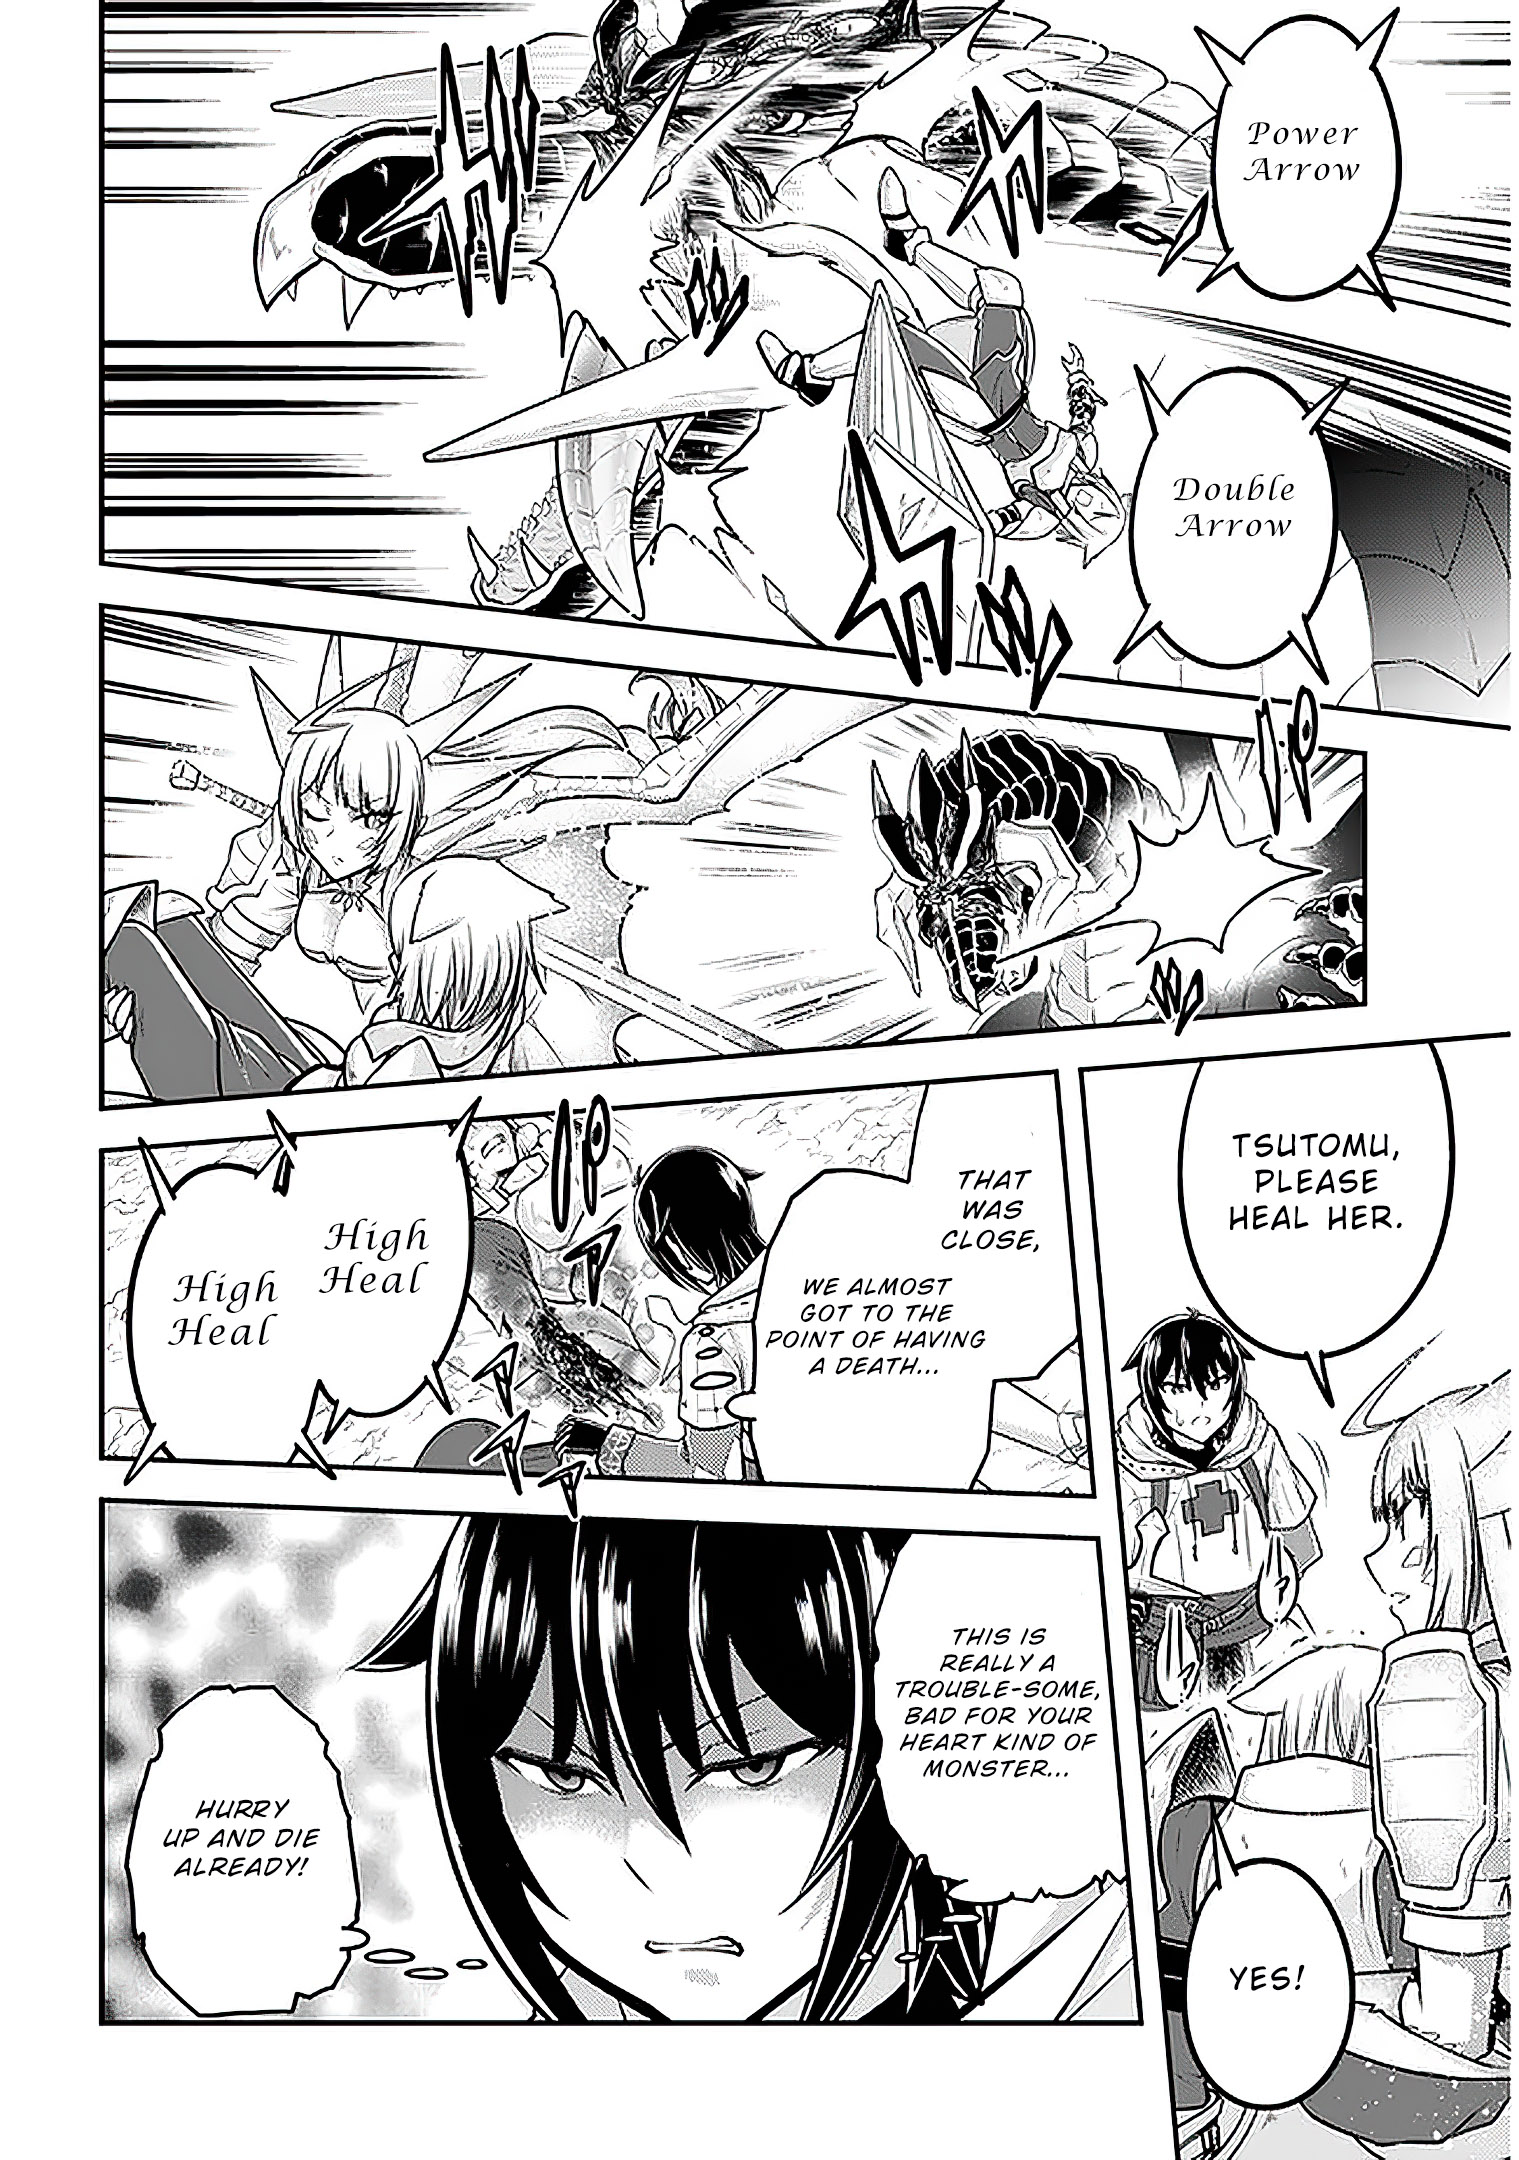 Power
Arrow
Double
Arrow
TSUTOMU,
PLEASE
HEAL HER.
YES!
THAT
WAS
CLOSE,
WE ALMOST
GOT TO THE
POINT OF HAVING
A DEATH...
High
Heal
High
Heal
THIS IS
REALLY A
TROUBLE-SOME,
BAD FOR YOUR
HEART KIND OF
MONSTER...
HURRY
UP AND DIE
ALREADY!